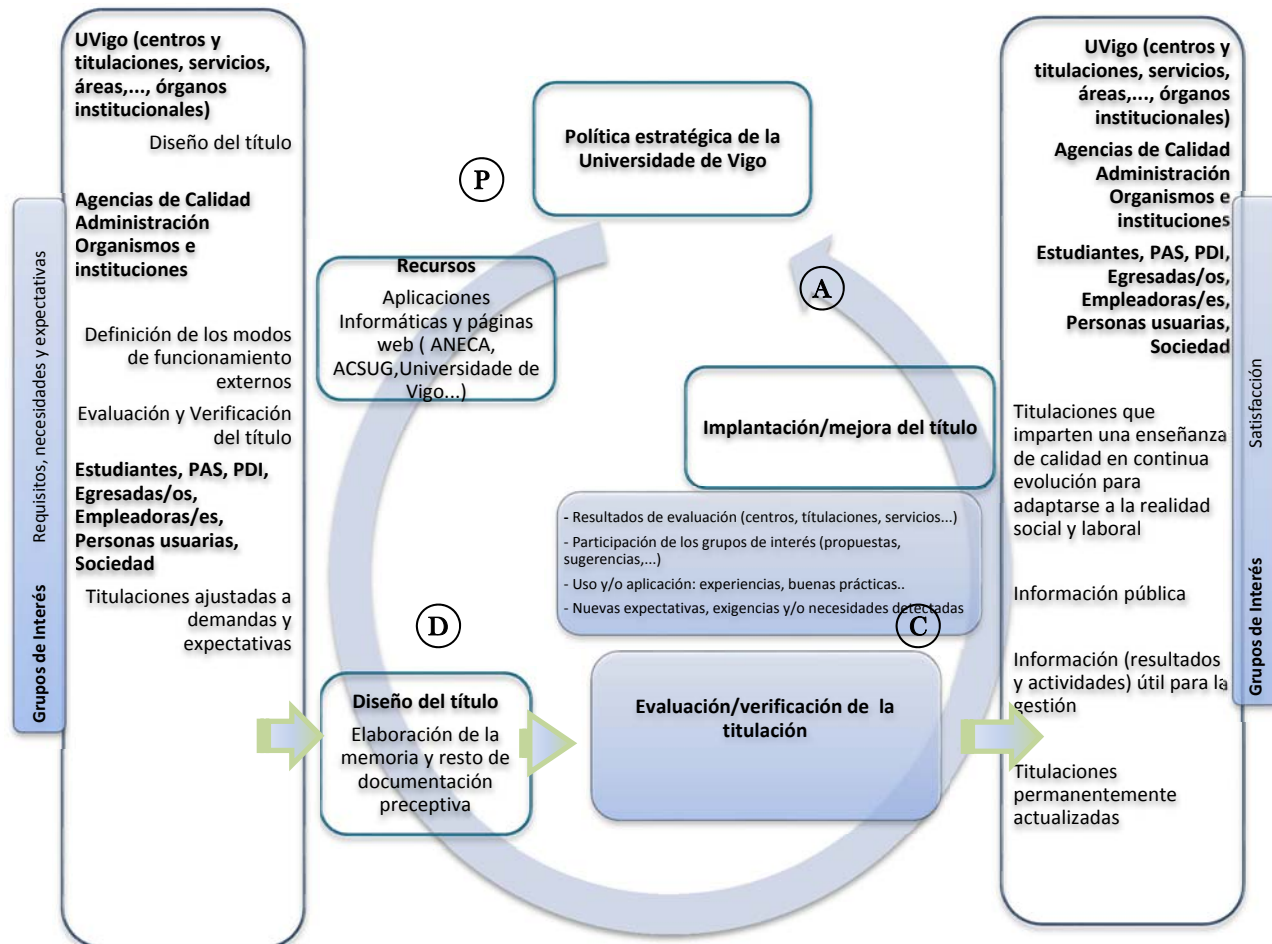 UVigo (centros y
titulaciones, servicios,
áreas,..., órganos
institucionales)
Diseño del título
Agencias de Calidad
Administración
Organismos e
instituciones
Definición de los modos
de funcionamiento
externos
Evaluación y Verificación
del título
Estudiantes, PAS, PDI,
Egresadas/os,
Empleadoras/es,
Personas usuarias,
Sociedad
Titulaciones ajustadas a
demandas y
expectativas
Grupos de Interés
Requisitos, necesidades y expectativas
Política estratégica de la
Universidade de Vigo
P
Recursos
Aplicaciones
Informáticas y páginas
web ( ANECA,
ACSUG,Universidade de
Vigo...)
A
Implantación/mejora del título
- Resultados de evaluación (centros, títulaciones, servicios...)
- Participación de los grupos de interés (propuestas,
sugerencias,...)
- Uso y/o aplicación: experiencias, buenas prácticas..
- Nuevas expectativas, exigencias y/o necesidades detectadas
D
C
Diseño del título
Elaboración de la
memoria y resto de
documentación
preceptiva
Evaluación/verificación de la
titulación
UVigo (centros y
titulaciones, servicios,
áreas,..., órganos
institucionales)
Agencias de Calidad
Administración
Organismos e
instituciones
Estudiantes, PAS, PDI,
Egresadas/os,
Empleadoras/es,
Personas usuarias,
Sociedad
Titulaciones que
imparten una enseñanza
de calidad en continua
evolución para
adaptarse a la realidad
social y laboral
Información pública
Información (resultados
y actividades) útil para la
gestión
Titulaciones
permanentemente
actualizadas
Grupos de Interés
Satisfacción